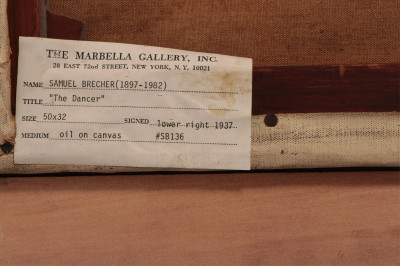 THE MARBELLA GALLERY, INC.
28 EAST 72nd STREET, NEW YORK, N. Y. 10021
NAME SAMUEL BRECHER(1897-1982)
TITLE "The Dancer"
SIZE 50x32 SIGNED lower right 1937
MEDIUM oil on canvas #SB136